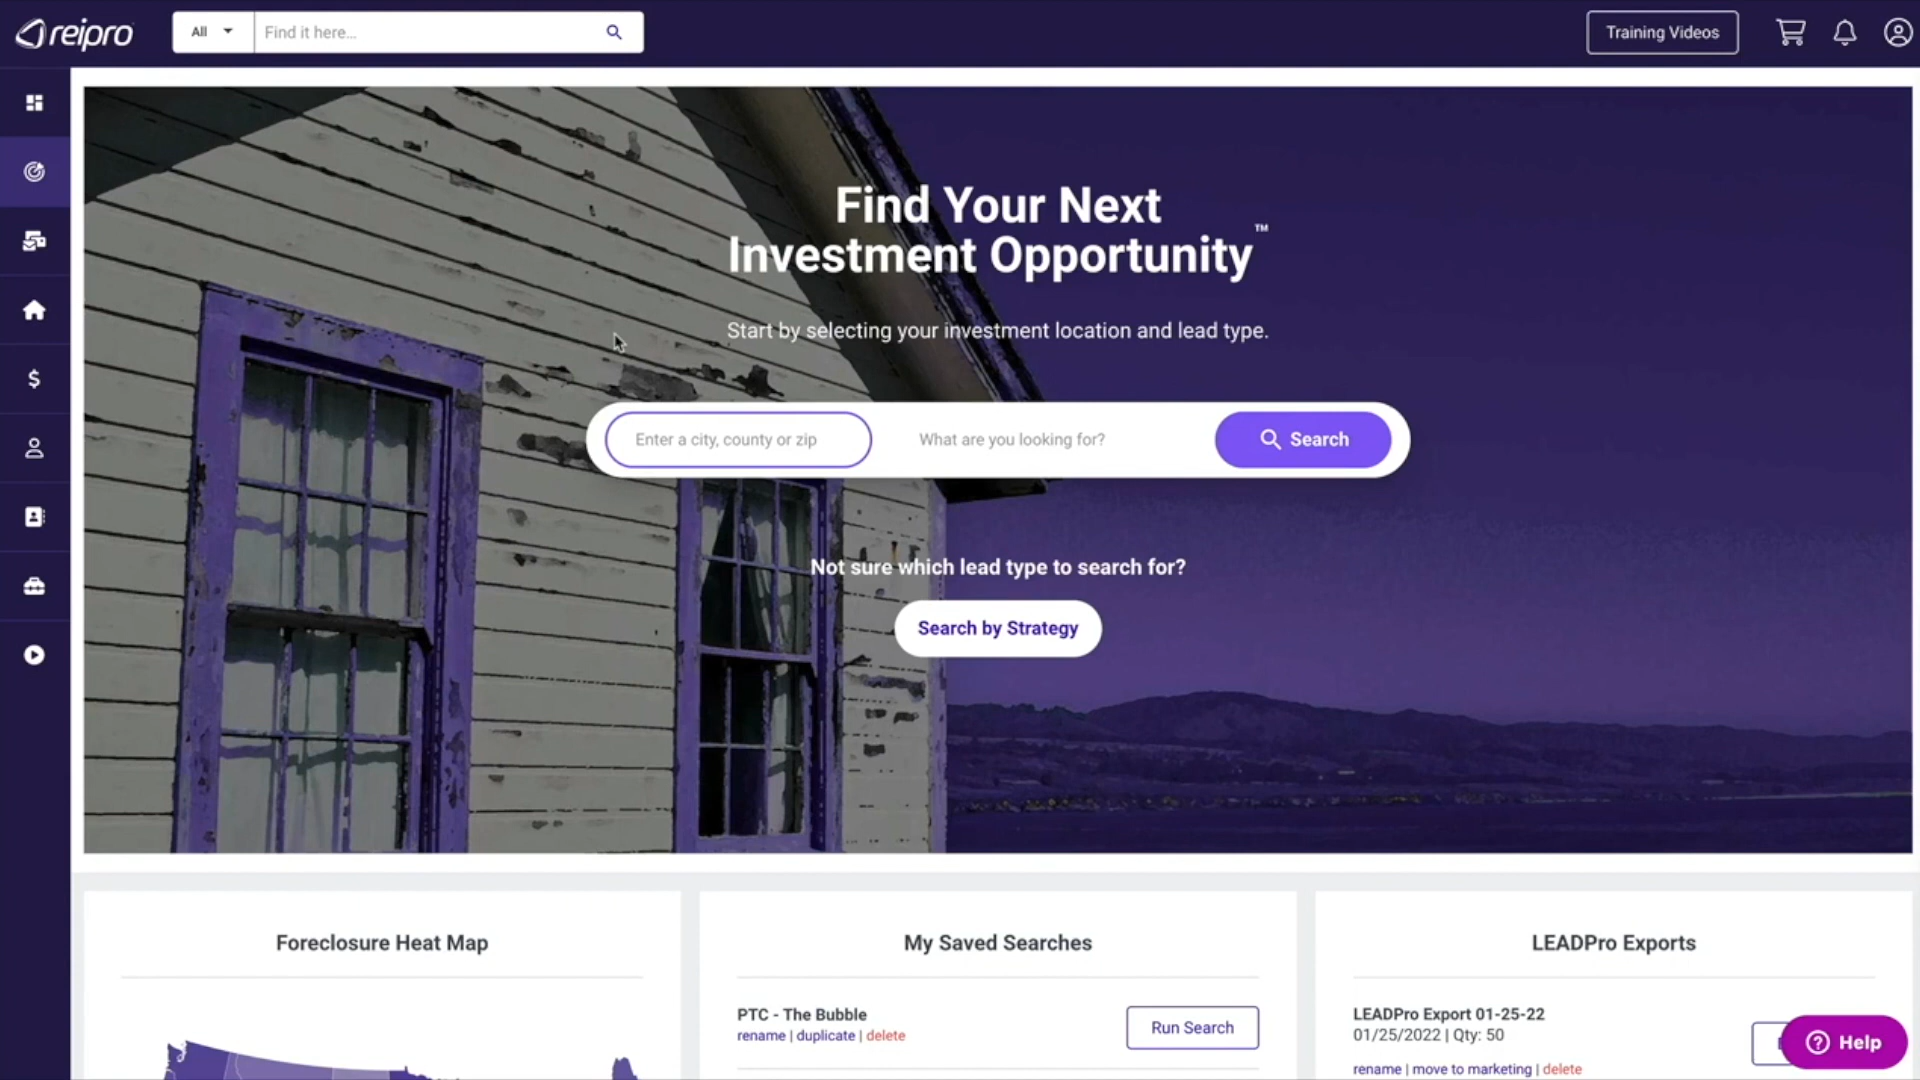 reipro
All
Find it here...
Training Videos
Find Your Next
Investment Opportunity™
Start by selecting your investment location and lead type.
Enter a city, county or zip
What are you looking for?
Search
Not sure which lead type to search for?
Search by Strategy
Foreclosure Heat Map
My Saved Searches
PTC - The Bubble
rename | duplicate | delete
Run Search
LEADPro Exports
LEADPro Export 01-25-22
01/25/2022 | Qty: 50
rename | move to marketing | delete
Help